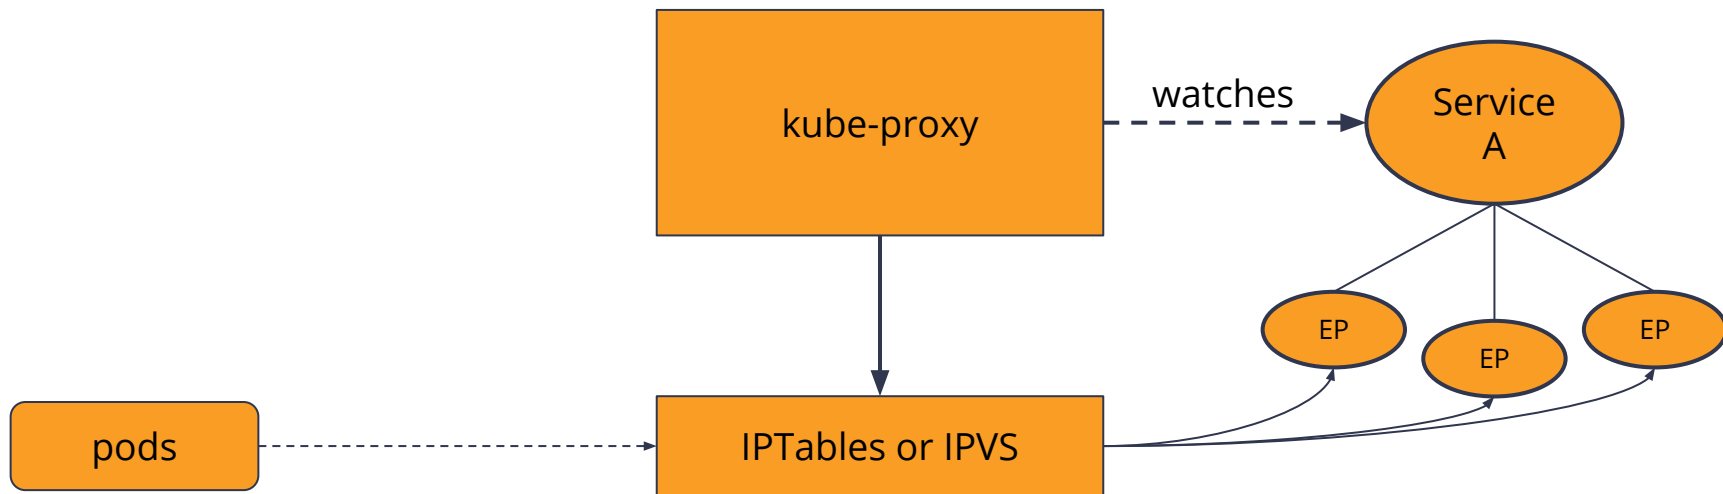 kube-proxy
watches
Service
A
EP
EP
EP
pods
IPTables or IPVS